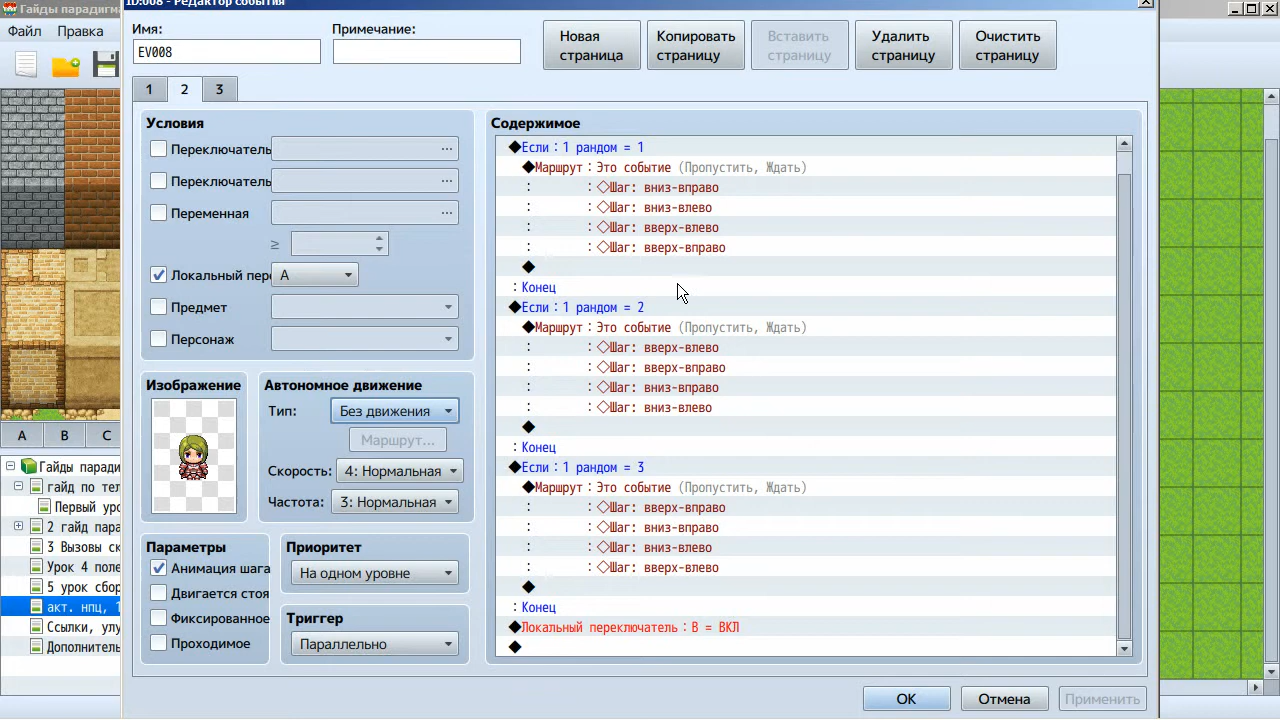 ID:008 - Редактор события
Гайды парадигма
Файл
Правка
Имя:
Примечание:
EV008
Новая страница
Копировать страницу
Вставить страницу
Удалить страницу
Очистить страницу
1
2
3
Условия
Переключатель
...
Переключатель
...
Переменная
...
≥
Локальный пер
A
Предмет
Персонаж
Изображение
Автономное движение
Тип:
Без движения
Маршрут...
Скорость:
4: Нормальная
Частота:
3: Нормальная
Параметры
Анимация шага
Двигается стоя
Фиксированное
Проходимое
Приоритет
На одном уровне
Триггер
Параллельно
Содержимое
◆Если : 1 рандом = 1
◆Маршрут : Это событие (Пропустить, Ждать)
: : ◇Шаг: вниз-вправо
: : ◇Шаг: вниз-влево
: : ◇Шаг: вверх-влево
: : ◇Шаг: вверх-вправо
◆
: Конец
◆Если : 1 рандом = 2
◆Маршрут : Это событие (Пропустить, Ждать)
: : ◇Шаг: вверх-влево
: : ◇Шаг: вверх-вправо
: : ◇Шаг: вниз-вправо
: : ◇Шаг: вниз-влево
◆
: Конец
◆Если : 1 рандом = 3
◆Маршрут : Это событие (Пропустить, Ждать)
: : ◇Шаг: вверх-вправо
: : ◇Шаг: вниз-вправо
: : ◇Шаг: вниз-влево
: : ◇Шаг: вверх-влево
◆
: Конец
◆Локальный переключатель : B = ВКЛ
◆
OK
Отмена
Применить
A
B
C
Гайды паради
гайд по тел
Первый уро
2 гайд пара
3 Вызовы ск
Урок 4 поле
5 урок сбор
акт. нпц, 1
Ссылки, улу
Дополнитель